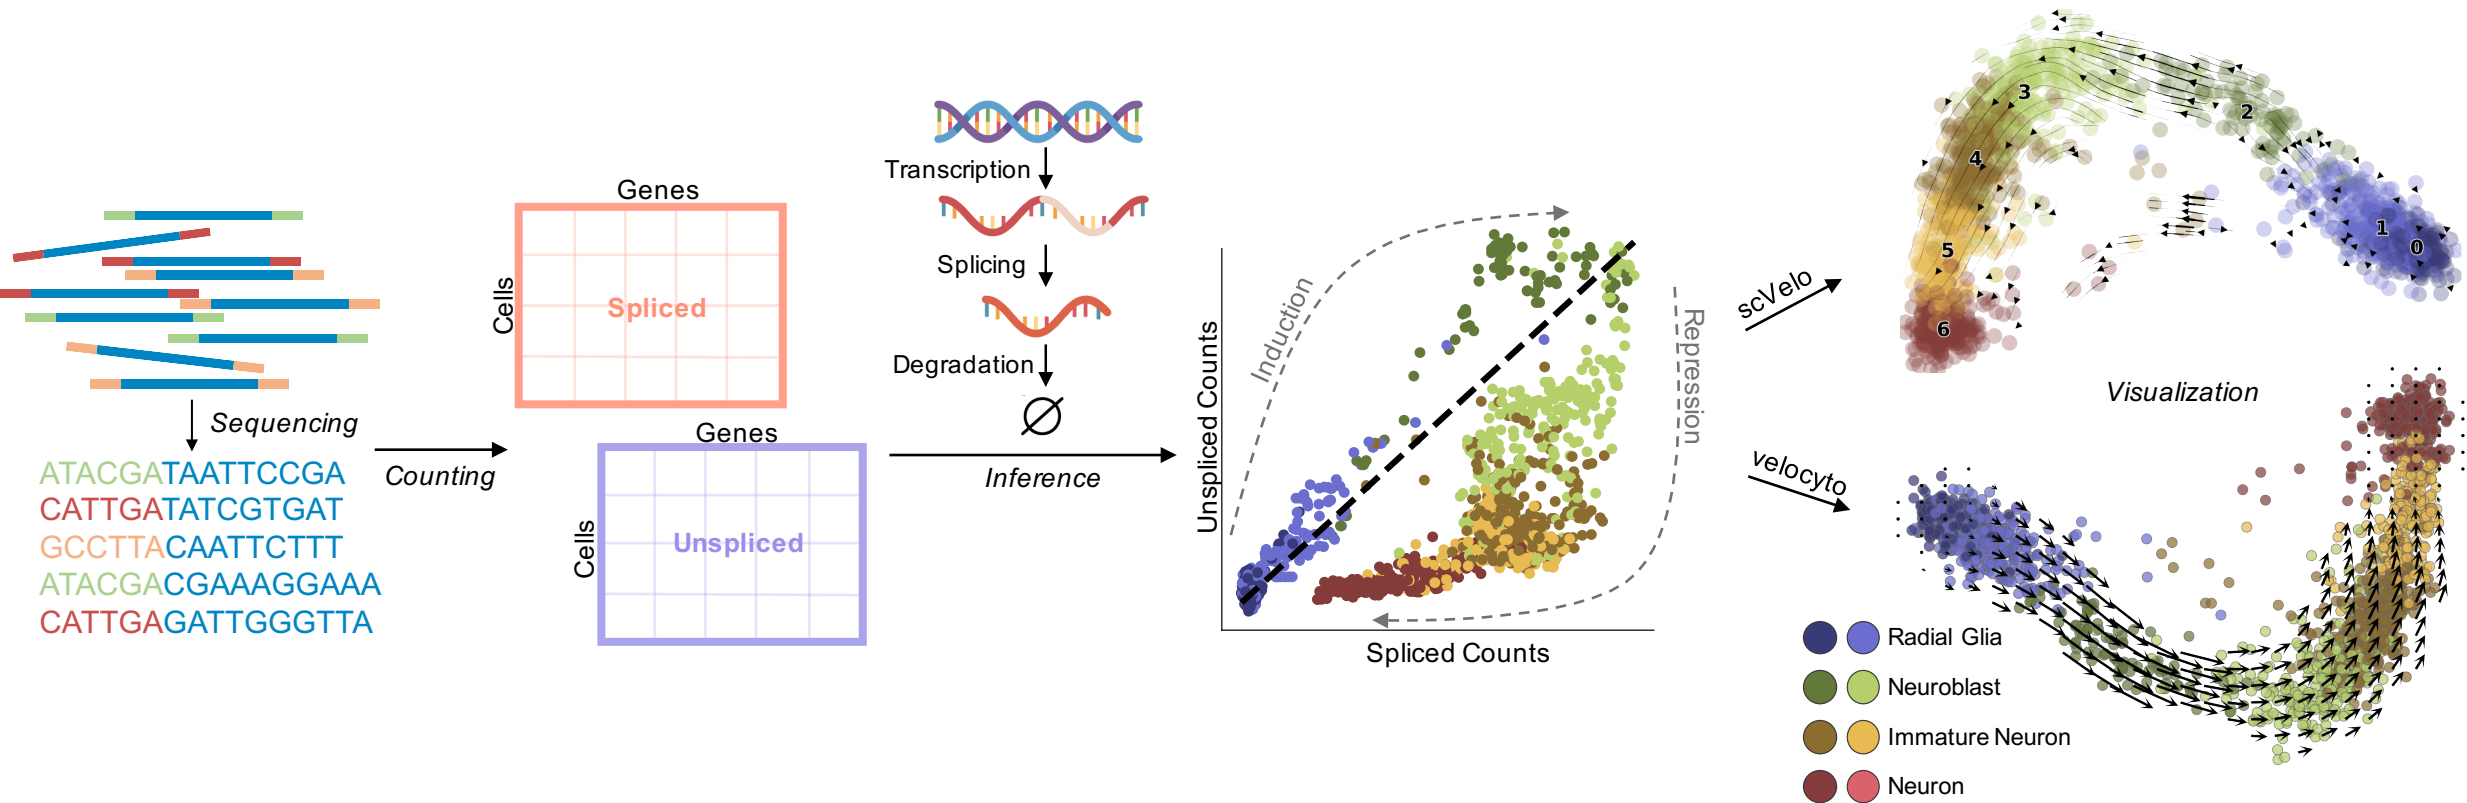 Sequencing
ATACGATAATTCCGA
CATTGATATCGTGAT
GCCTTACAATTCTTT
ATACGACGAAAGGAAA
CATTGAGATTGGGTTA
Counting
Genes
Cells
Spliced
Genes
Cells
Unspliced
Transcription
Splicing
Degradation
∅
Inference
Unspliced Counts
Spliced Counts
Induction
Repression
scVelo
velocyto
Visualization
3
2
4
1
0
5
6
Radial Glia
Neuroblast
Immature Neuron
Neuron